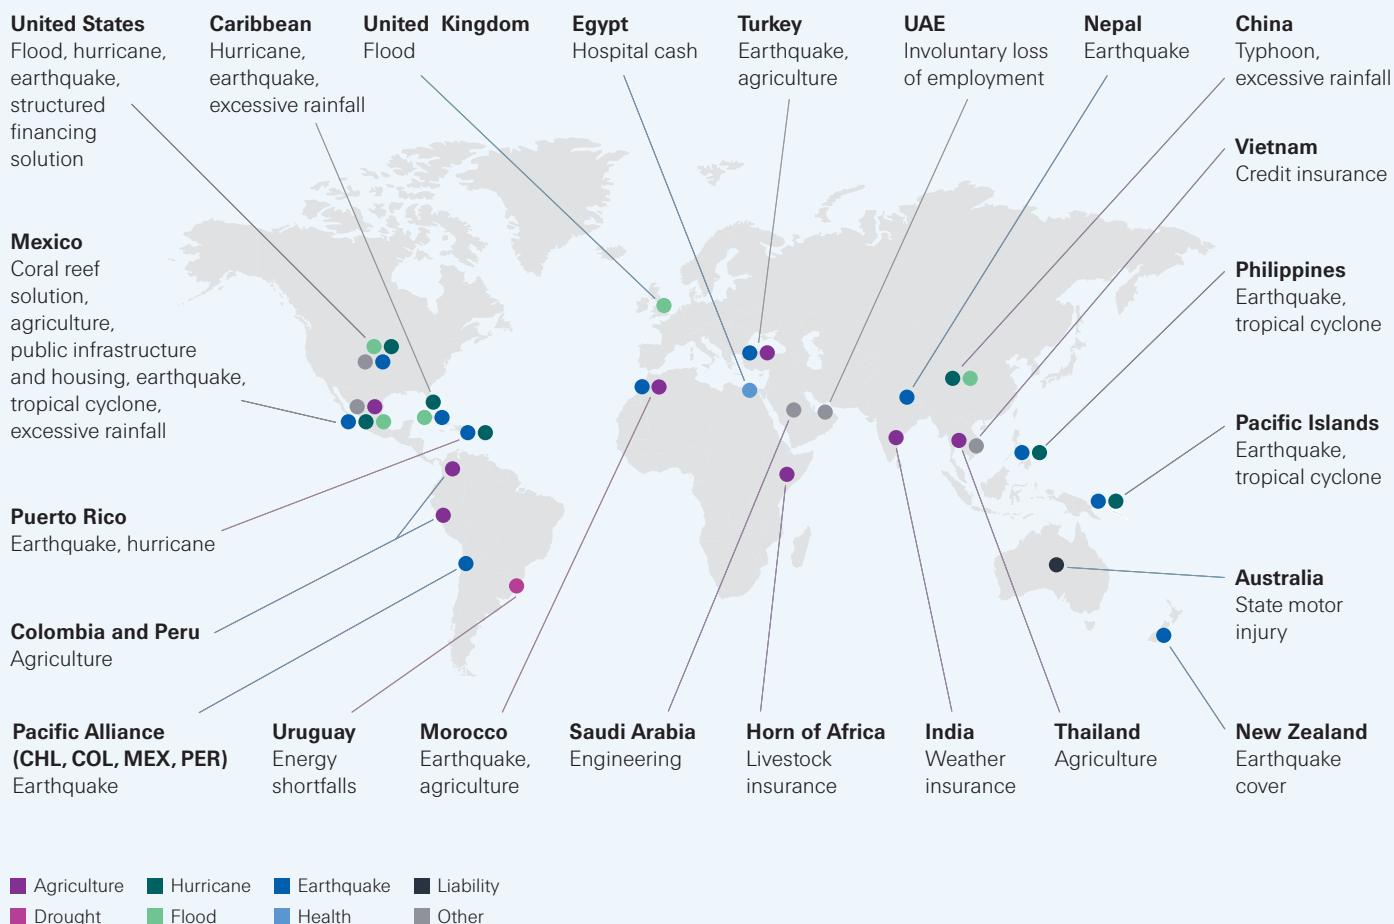 United States
Flood, hurricane,
earthquake,
structured
financing
solution
Caribbean
Hurricane,
earthquake,
excessive rainfall
United Kingdom
Flood
Egypt
Hospital cash
Turkey
Earthquake,
agriculture
UAE
Involuntary loss
of employment
Nepal
Earthquake
China
Typhoon,
excessive rainfall
Vietnam
Credit insurance
Mexico
Coral reef
solution,
agriculture,
public infrastructure
and housing, earthquake,
tropical cyclone,
excessive rainfall
Philippines
Earthquake,
tropical cyclone
Pacific Islands
Earthquake,
tropical cyclone
Puerto Rico
Earthquake, hurricane
Australia
State motor
injury
Colombia and Peru
Agriculture
Pacific Alliance
(CHL, COL, MEX, PER)
Earthquake
Uruguay
Energy
shortfalls
Morocco
Earthquake,
agriculture
Saudi Arabia
Engineering
Horn of Africa
Livestock
insurance
India
Weather
insurance
Thailand
Agriculture
New Zealand
Earthquake
cover
Agriculture
Hurricane
Earthquake
Liability
Drought
Flood
Health
Other